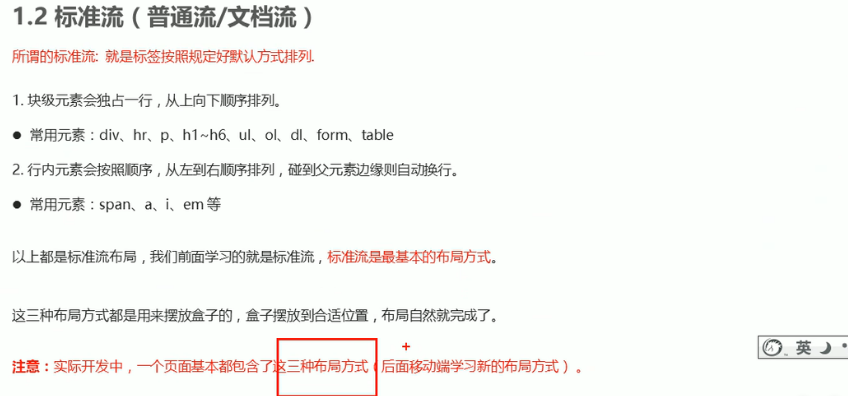 1.2 标准流（普通流/文档流）
所谓的标准流: 就是标签按照规定好默认方式排列.
1. 块级元素会独占一行，从上向下顺序排列。
● 常用元素：div、hr、p、h1~h6、ul、ol、dl、form、table
2. 行内元素会按照顺序，从左到右顺序排列，碰到父元素边缘则自动换行。
● 常用元素：span、a、i、em 等
以上都是标准流布局，我们前面学习的就是标准流，标准流是最基本的布局方式。
这三种布局方式都是用来摆放盒子的，盒子摆放到合适位置，布局自然就完成了。
注意：实际开发中，一个页面基本都包含了这三种布局方式（后面移动端学习新的布局方式）。
英